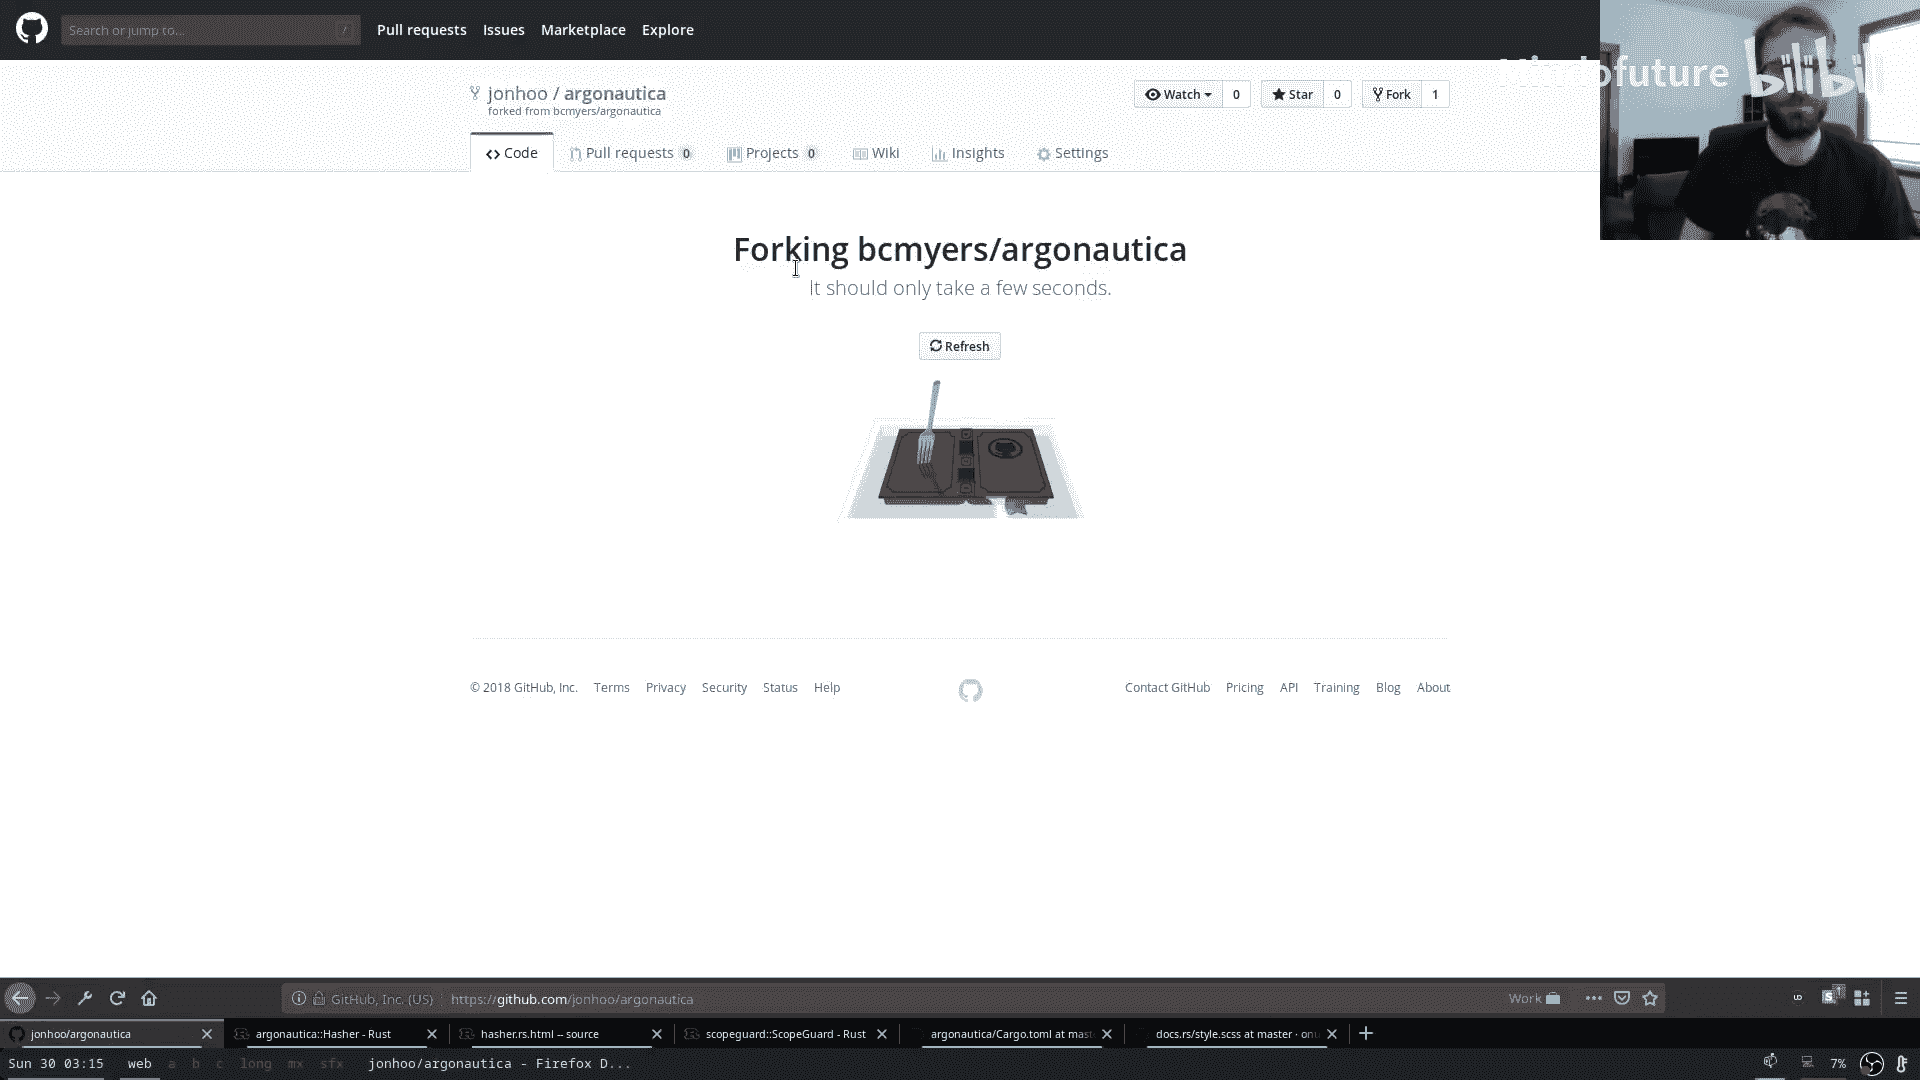 Search or jump to...
/
Pull requests
Issues
Marketplace
Explore
Mindofuture bilibili
jonhoo / argonautica
forked from bcmyers/argonautica
Watch 0
Star 0
Fork 1
Code
Pull requests 0
Projects 0
Wiki
Insights
Settings
Forking bcmyers/argonautica
It should only take a few seconds.
Refresh
© 2018 GitHub, Inc.
Terms
Privacy
Security
Status
Help
Contact GitHub
Pricing
API
Training
Blog
About
GitHub, Inc. (US)
https://github.com/jonhoo/argonautica
Work
jonhoo/argonautica
argonautica::Hasher - Rust
hasher.rs.html -- source
scopeguard::ScopeGuard - Rust
argonautica/Cargo.toml at mast
docs.rs/style.scss at master · onu
Sun 30 03:15
web
a
b
c
long
mx
sfx
jonhoo/argonautica - Firefox D...
7%